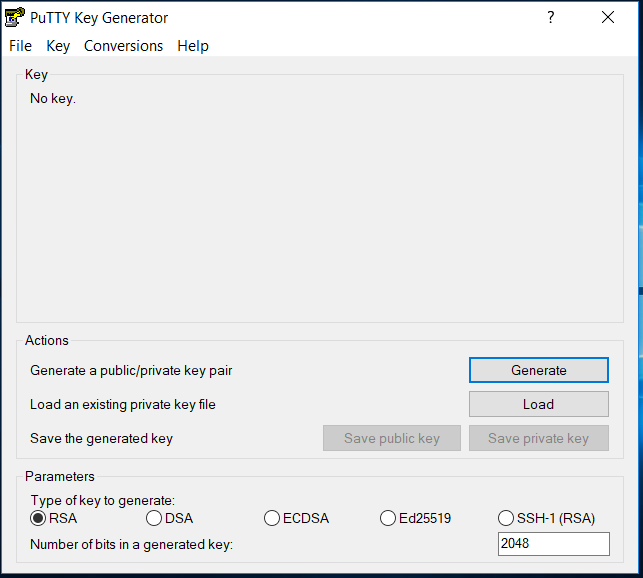 PuTTY Key Generator ?
File Key Conversions Help
Key
No key.
Actions
Generate a public/private key pair Generate
Load an existing private key file Load
Save the generated key Save public key Save private key
Parameters
Type of key to generate:
RSA DSA ECDSA Ed25519 SSH-1 (RSA)
Number of bits in a generated key: 2048